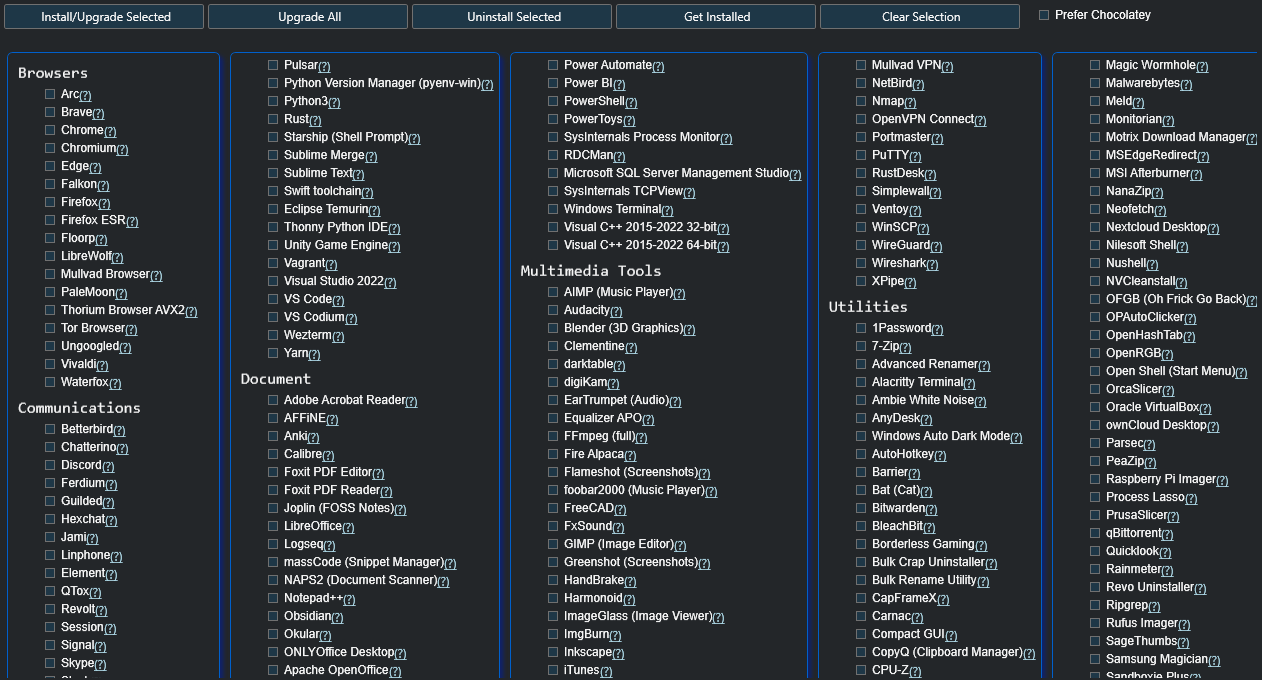 Install/Upgrade Selected
Upgrade All
Uninstall Selected
Get Installed
Clear Selection
Prefer Chocolatey
Browsers
Arc(?)
Brave(?)
Chrome(?)
Chromium(?)
Edge(?)
Falkon(?)
Firefox(?)
Firefox ESR(?)
Floorp(?)
LibreWolf(?)
Mullvad Browser(?)
PaleMoon(?)
Thorium Browser AVX2(?)
Tor Browser(?)
Ungoogled(?)
Vivaldi(?)
Waterfox(?)
Communications
Betterbird(?)
Chatterino(?)
Discord(?)
Ferdium(?)
Guilded(?)
Hexchat(?)
Jami(?)
Linphone(?)
Element(?)
QTox(?)
Revolt(?)
Session(?)
Signal(?)
Skype(?)
Pulsar(?)
Python Version Manager (pyenv-win)(?)
Python3(?)
Rust(?)
Starship (Shell Prompt)(?)
Sublime Merge(?)
Sublime Text(?)
Swift toolchain(?)
Eclipse Temurin(?)
Thonny Python IDE(?)
Unity Game Engine(?)
Vagrant(?)
Visual Studio 2022(?)
VS Code(?)
VS Codium(?)
Wezterm(?)
Yarn(?)
Document
Adobe Acrobat Reader(?)
AFFiNE(?)
Anki(?)
Calibre(?)
Foxit PDF Editor(?)
Foxit PDF Reader(?)
Joplin (FOSS Notes)(?)
LibreOffice(?)
Logseq(?)
massCode (Snippet Manager)(?)
NAPS2 (Document Scanner)(?)
Notepad++(?)
Obsidian(?)
Okular(?)
ONLYOffice Desktop(?)
Apache OpenOffice(?)
Power Automate(?)
Power BI(?)
PowerShell(?)
PowerToys(?)
SysInternals Process Monitor(?)
RDCMan(?)
Microsoft SQL Server Management Studio(?)
SysInternals TCPView(?)
Windows Terminal(?)
Visual C++ 2015-2022 32-bit(?)
Visual C++ 2015-2022 64-bit(?)
Multimedia Tools
AIMP (Music Player)(?)
Audacity(?)
Blender (3D Graphics)(?)
Clementine(?)
darktable(?)
digiKam(?)
EarTrumpet (Audio)(?)
Equalizer APO(?)
FFmpeg (full)(?)
Fire Alpaca(?)
Flameshot (Screenshots)(?)
foobar2000 (Music Player)(?)
FreeCAD(?)
FxSound(?)
GIMP (Image Editor)(?)
Greenshot (Screenshots)(?)
HandBrake(?)
Harmonoid(?)
ImageGlass (Image Viewer)(?)
ImgBurn(?)
Inkscape(?)
iTunes(?)
Mullvad VPN(?)
NetBird(?)
Nmap(?)
OpenVPN Connect(?)
Portmaster(?)
PuTTY(?)
RustDesk(?)
Simplewall(?)
Ventoy(?)
WinSCP(?)
WireGuard(?)
Wireshark(?)
XPipe(?)
Utilities
1Password(?)
7-Zip(?)
Advanced Renamer(?)
Alacritty Terminal(?)
Ambie White Noise(?)
AnyDesk(?)
Windows Auto Dark Mode(?)
AutoHotkey(?)
Barrier(?)
Bat (Cat)(?)
Bitwarden(?)
BleachBit(?)
Borderless Gaming(?)
Bulk Crap Uninstaller(?)
Bulk Rename Utility(?)
CapFrameX(?)
Carnac(?)
Compact GUI(?)
CopyQ (Clipboard Manager)(?)
CPU-Z(?)
Magic Wormhole(?)
Malwarebytes(?)
Meld(?)
Monitorian(?)
Motrix Download Manager(?)
MSEdgeRedirect(?)
MSI Afterburner(?)
NanaZip(?)
Neofetch(?)
Nextcloud Desktop(?)
Nilesoft Shell(?)
Nushell(?)
NVCleanstall(?)
OFGB (Oh Frick Go Back)(?)
OPAutoClicker(?)
OpenHashTab(?)
OpenRGB(?)
Open Shell (Start Menu)(?)
OrcaSlicer(?)
Oracle VirtualBox(?)
ownCloud Desktop(?)
Parsec(?)
PeaZip(?)
Raspberry Pi Imager(?)
Process Lasso(?)
PrusaSlicer(?)
qBittorrent(?)
Quicklook(?)
Rainmeter(?)
Revo Uninstaller(?)
Ripgrep(?)
Rufus Imager(?)
SageThumbs(?)
Samsung Magician(?)
Sandboxie Plus(?)